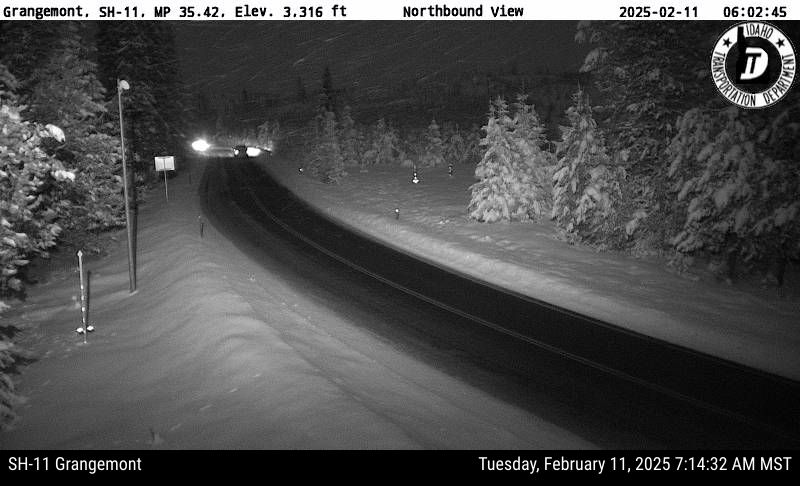 Grangemont, SH-11, MP 35.42, Elev. 3,316 ft Northbound View 2025-02-11 06:02:45
IDAHO
TRANSPORTATION DEPARTMENT
SH-11 Grangemont Tuesday, February 11, 2025 7:14:32 AM MST